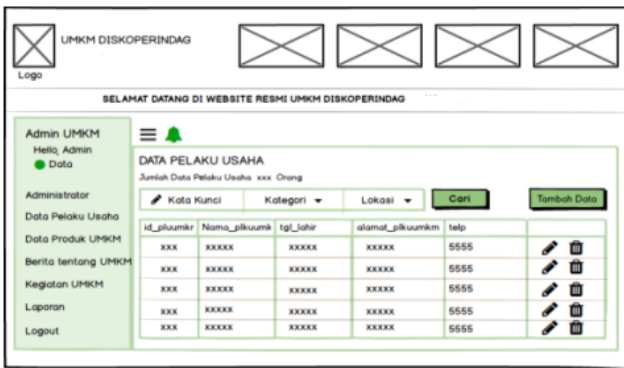 UMKM DISKOPERINDAG
Logo
SELAMAT DATANG DI WEBSITE RESMI UMKM DISKOPERINDAG
Admin UMKM
Hello, Admin
Data
Administrator
Data Pelaku Usaha
Data Produk UMKM
Berita tentang UMKM
Kegiatan UMKM
Laporan
Logout
DATA PELAKU USAHA
Jumlah Data Pelaku Usaha xxx Orang
Kata Kunci Kategori Lokasi Cari Tambah Data
id_pluumkr Nama_plkuumk tgl_lahir alamat_plkuumkm telp
xxx xxxxx xxxxx xxxxx 5555
xxx xxxxx xxxxx xxxxx 5555
xxx xxxxx xxxxx xxxxx 5555
xxx xxxxx xxxxx xxxxx 5555
xxx xxxxx xxxxx xxxxx 5555